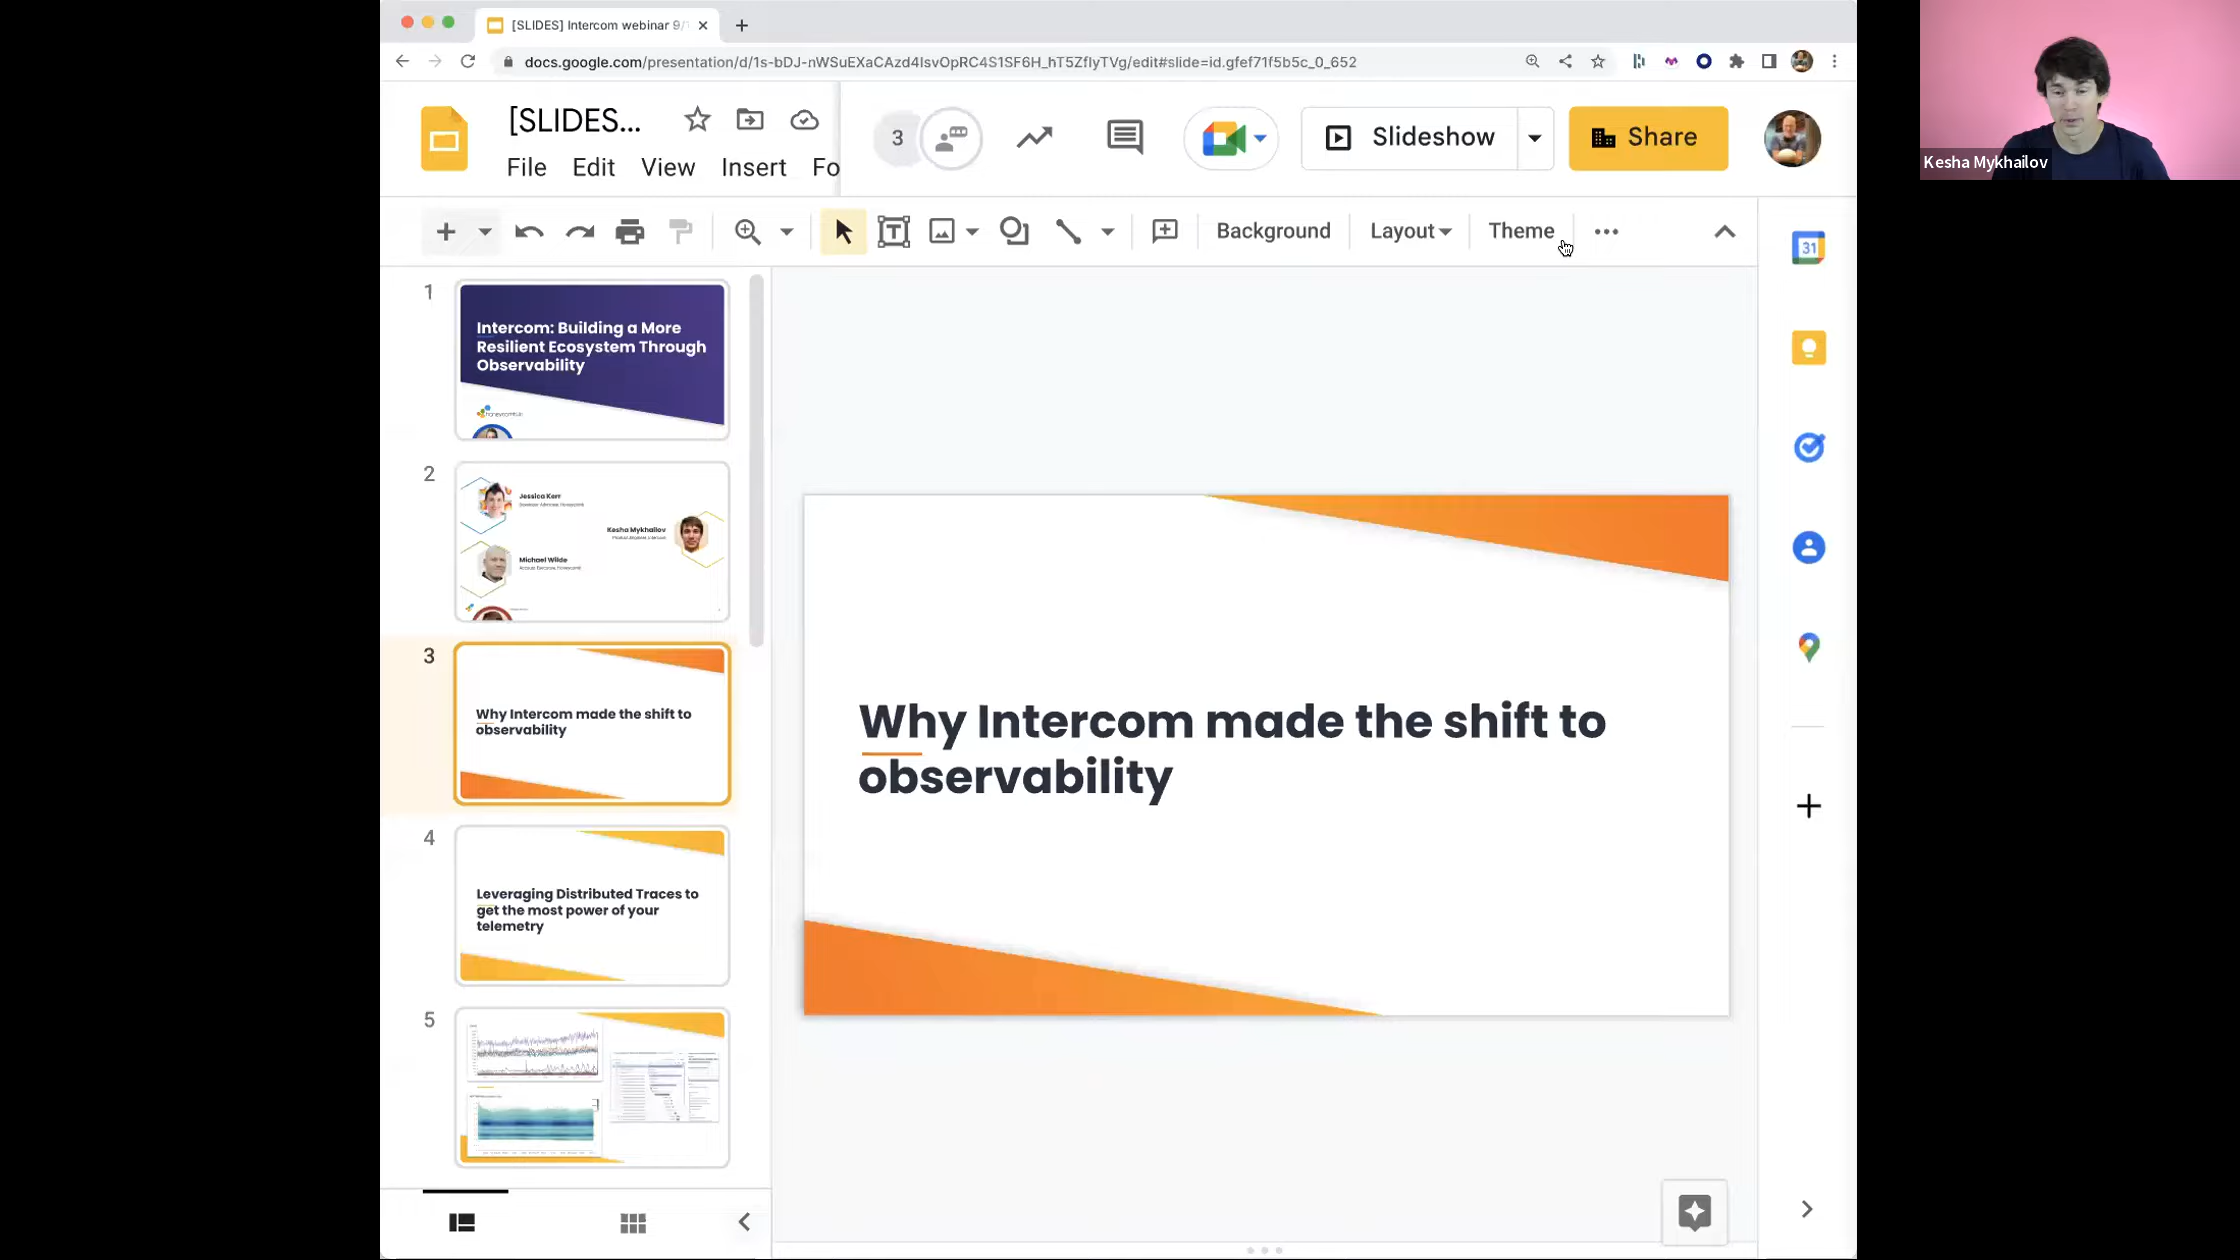 [SLIDES] Intercom webinar 9/
docs.google.com/presentation/d/1s-bDJ-nWSuEXaCAzd4IsvOpRC4S1SF6H_hT5ZfIyTVg/edit#slide=id.gfef71f5b5c_0_652
Kesha Mykhailov
[SLIDES...
File Edit View Insert Fo
3
Slideshow
Share
Background
Layout
Theme
31
1
Intercom: Building a More
Resilient Ecosystem Through
Observability
honeycomb.io
2
Jessica Kerr
Kesha Mykhailov
Michael Wilde
3
Why Intercom made the shift to
observability
4
Leveraging Distributed Traces to
get the most power of your
telemetry
5
Why Intercom made the shift to
observability